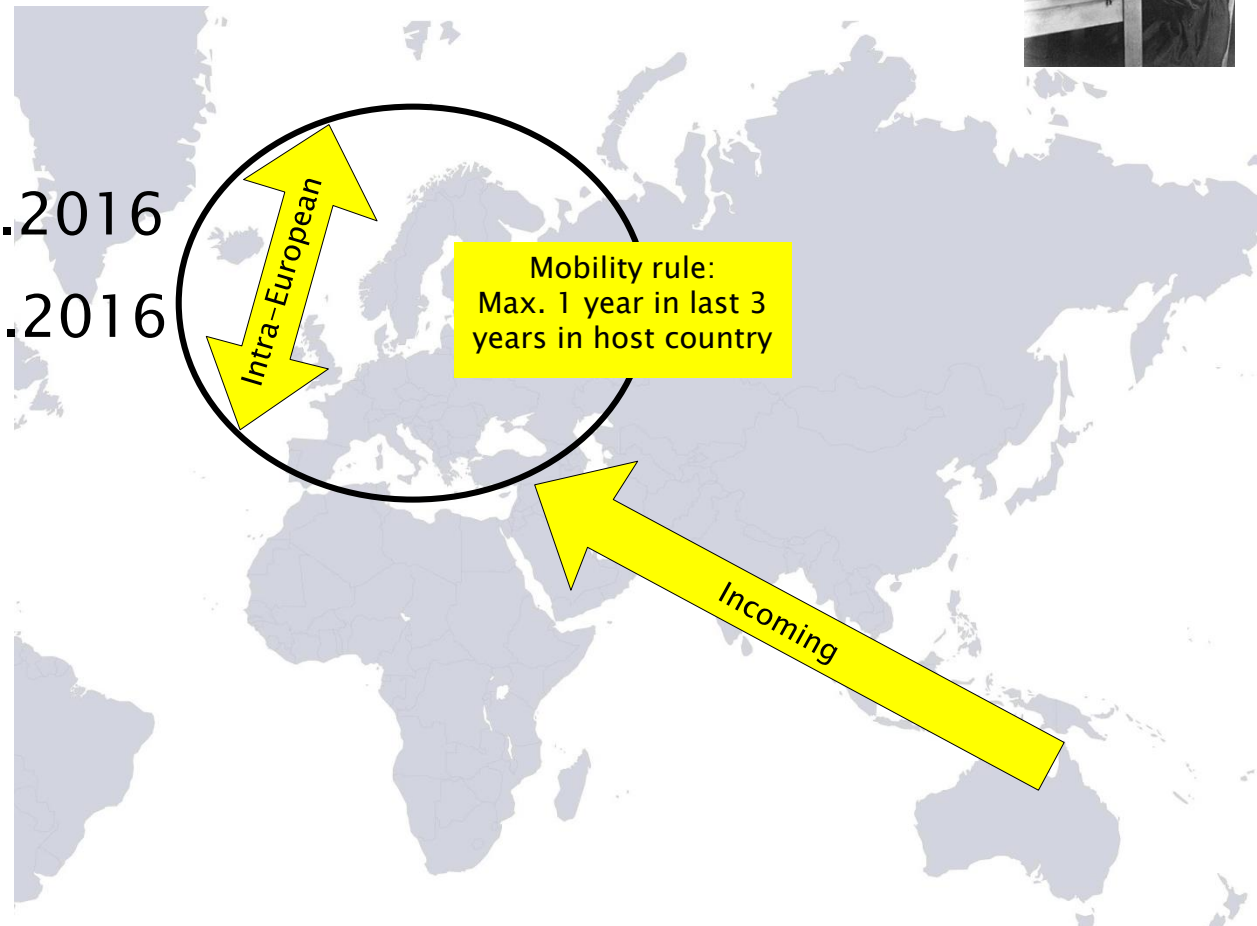 .2016
.2016
Intra-European
Mobility rule:
Max. 1 year in last 3
years in host country
Incoming